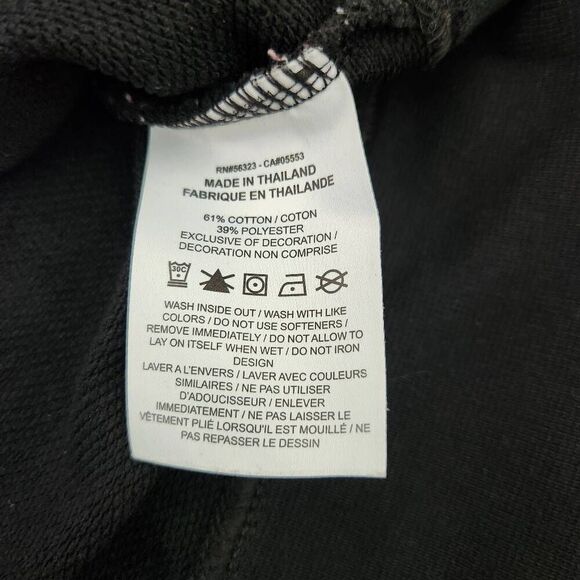 RN#56323 - CA#05553
MADE IN THAILAND
FABRIQUE EN THAILANDE
61% COTTON / COTON
39% POLYESTER
EXCLUSIVE OF DECORATION /
DECORATION NON COMPRISE
30C
WASH INSIDE OUT / WASH WITH LIKE
COLORS / DO NOT USE SOFTENERS /
REMOVE IMMEDIATELY / DO NOT ALLOW TO
LAY ON ITSELF WHEN WET / DO NOT IRON
DESIGN
LAVER A L'ENVERS / LAVER AVEC COULEURS
SIMILAIRES / NE PAS UTILISER
D'ADOUCISSEUR / ENLEVER
IMMEDIATEMENT / NE PAS LAISSER LE
VÊTEMENT PLIÉ LORSQU'IL EST MOUILLÉ / NE
PAS REPASSER LE DESSIN